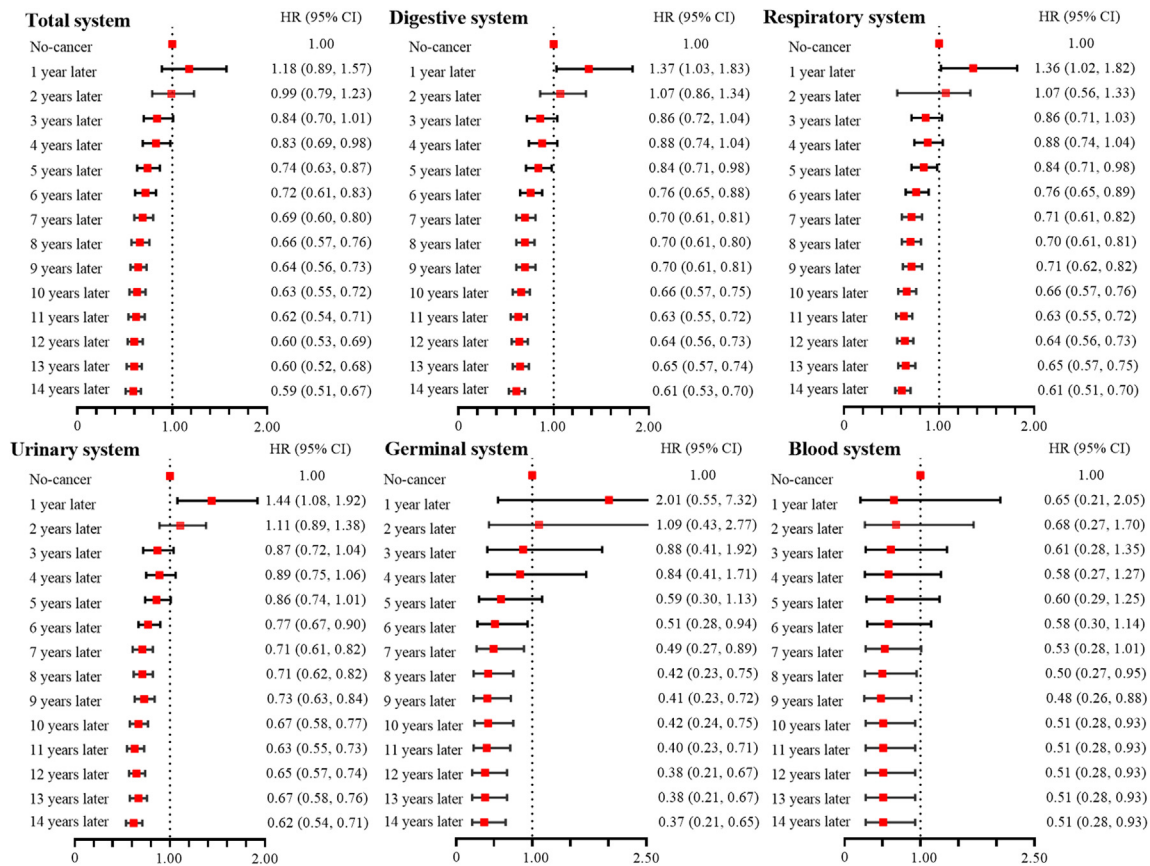 Total system HR (95% CI)
No-cancer 1.00
1 year later 1.18 (0.89, 1.57)
2 years later 0.99 (0.79, 1.23)
3 years later 0.84 (0.70, 1.01)
4 years later 0.83 (0.69, 0.98)
5 years later 0.74 (0.63, 0.87)
6 years later 0.72 (0.61, 0.83)
7 years later 0.69 (0.60, 0.80)
8 years later 0.66 (0.57, 0.76)
9 years later 0.64 (0.56, 0.73)
10 years later 0.63 (0.55, 0.72)
11 years later 0.62 (0.54, 0.71)
12 years later 0.60 (0.53, 0.69)
13 years later 0.60 (0.52, 0.68)
14 years later 0.59 (0.51, 0.67)
0 1.00 2.00
Digestive system HR (95% CI)
No-cancer 1.00
1 year later 1.37 (1.03, 1.83)
2 years later 1.07 (0.86, 1.34)
3 years later 0.86 (0.72, 1.04)
4 years later 0.88 (0.74, 1.04)
5 years later 0.84 (0.71, 0.98)
6 years later 0.76 (0.65, 0.88)
7 years later 0.70 (0.61, 0.81)
8 years later 0.70 (0.61, 0.80)
9 years later 0.70 (0.61, 0.81)
10 years later 0.66 (0.57, 0.75)
11 years later 0.63 (0.55, 0.72)
12 years later 0.64 (0.56, 0.73)
13 years later 0.65 (0.57, 0.74)
14 years later 0.61 (0.53, 0.70)
0 1.00 2.00
Respiratory system HR (95% CI)
No-cancer 1.00
1 year later 1.36 (1.02, 1.82)
2 years later 1.07 (0.56, 1.33)
3 years later 0.86 (0.71, 1.03)
4 years later 0.88 (0.74, 1.04)
5 years later 0.84 (0.71, 0.98)
6 years later 0.76 (0.65, 0.89)
7 years later 0.71 (0.61, 0.82)
8 years later 0.70 (0.61, 0.81)
9 years later 0.71 (0.62, 0.82)
10 years later 0.66 (0.57, 0.76)
11 years later 0.63 (0.55, 0.72)
12 years later 0.64 (0.56, 0.73)
13 years later 0.65 (0.57, 0.75)
14 years later 0.61 (0.51, 0.70)
0 1.00 2.00
Urinary system HR (95% CI)
No-cancer 1.00
1 year later 1.44 (1.08, 1.92)
2 years later 1.11 (0.89, 1.38)
3 years later 0.87 (0.72, 1.04)
4 years later 0.89 (0.75, 1.06)
5 years later 0.86 (0.74, 1.01)
6 years later 0.77 (0.67, 0.90)
7 years later 0.71 (0.61, 0.82)
8 years later 0.71 (0.62, 0.82)
9 years later 0.73 (0.63, 0.84)
10 years later 0.67 (0.58, 0.77)
11 years later 0.63 (0.55, 0.73)
12 years later 0.65 (0.57, 0.74)
13 years later 0.67 (0.58, 0.76)
14 years later 0.62 (0.54, 0.71)
0 1.00 2.00
Germinal system HR (95% CI)
No-cancer 1.00
1 year later 2.01 (0.55, 7.32)
2 years later 1.09 (0.43, 2.77)
3 years later 0.88 (0.41, 1.92)
4 years later 0.84 (0.41, 1.71)
5 years later 0.59 (0.30, 1.13)
6 years later 0.51 (0.28, 0.94)
7 years later 0.49 (0.27, 0.89)
8 years later 0.42 (0.23, 0.75)
9 years later 0.41 (0.23, 0.72)
10 years later 0.42 (0.24, 0.75)
11 years later 0.40 (0.23, 0.71)
12 years later 0.38 (0.21, 0.67)
13 years later 0.38 (0.21, 0.67)
14 years later 0.37 (0.21, 0.65)
0 1.00 2.50
Blood system HR (95% CI)
No-cancer 1.00
1 year later 0.65 (0.21, 2.05)
2 years later 0.68 (0.27, 1.70)
3 years later 0.61 (0.28, 1.35)
4 years later 0.58 (0.27, 1.27)
5 years later 0.60 (0.29, 1.25)
6 years later 0.58 (0.30, 1.14)
7 years later 0.53 (0.28, 1.01)
8 years later 0.50 (0.27, 0.95)
9 years later 0.48 (0.26, 0.88)
10 years later 0.51 (0.28, 0.93)
11 years later 0.51 (0.28, 0.93)
12 years later 0.51 (0.28, 0.93)
13 years later 0.51 (0.28, 0.93)
14 years later 0.51 (0.28, 0.93)
0 1.00 2.50